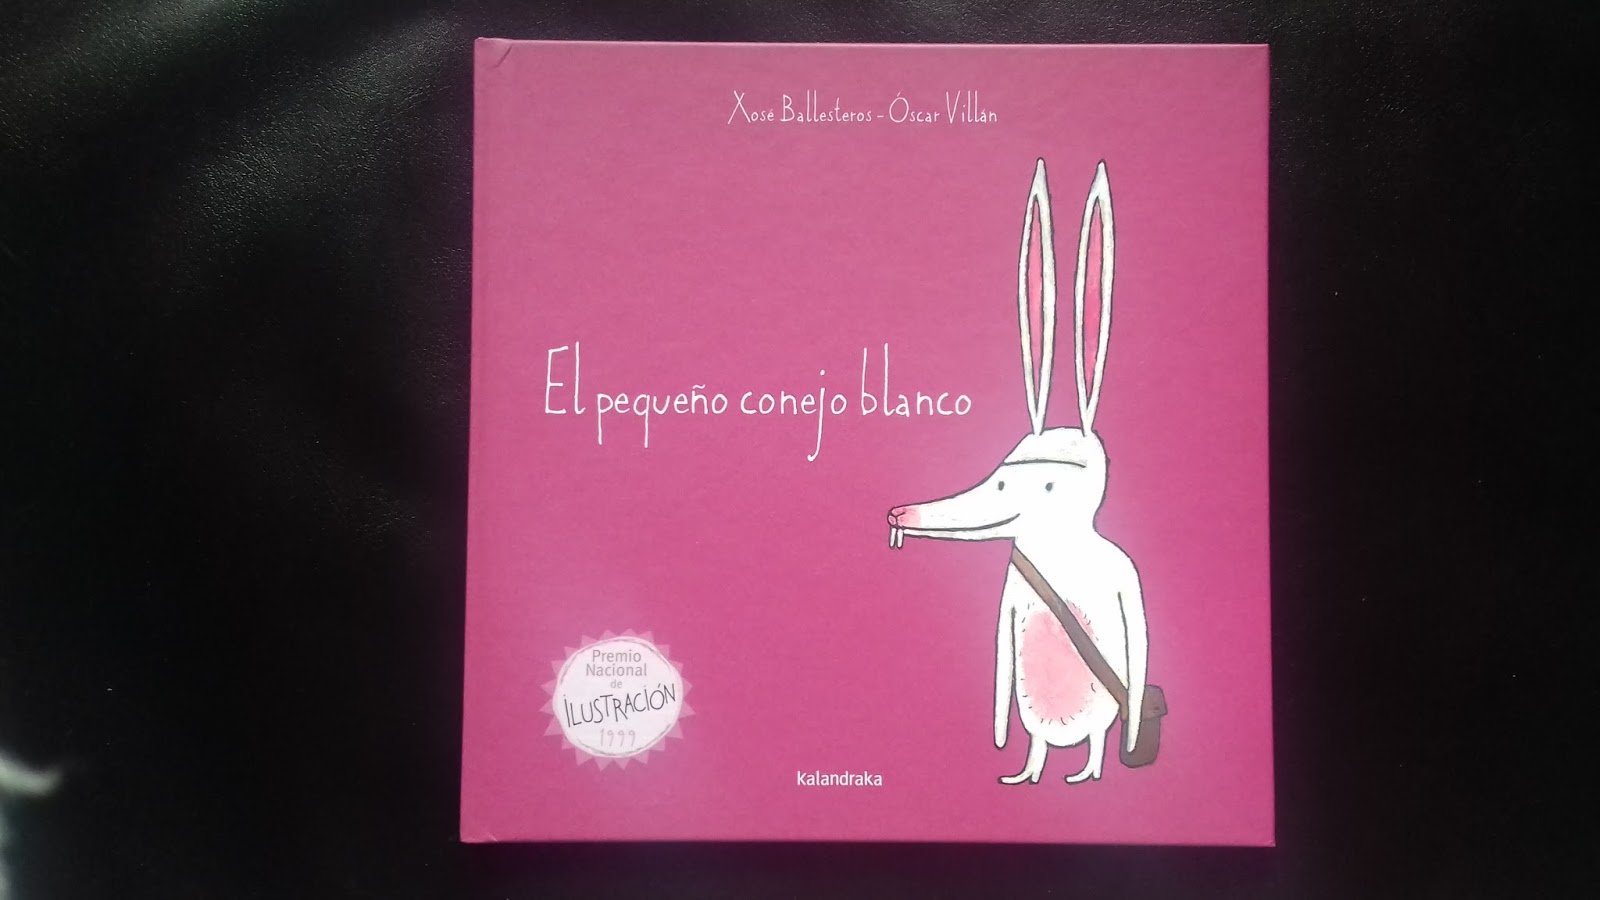 Xosé Ballesteros - Óscar Villán
El pequeño conejo blanco
Premio
Nacional
de
ILUSTRACIÓN
1999
kalandraka